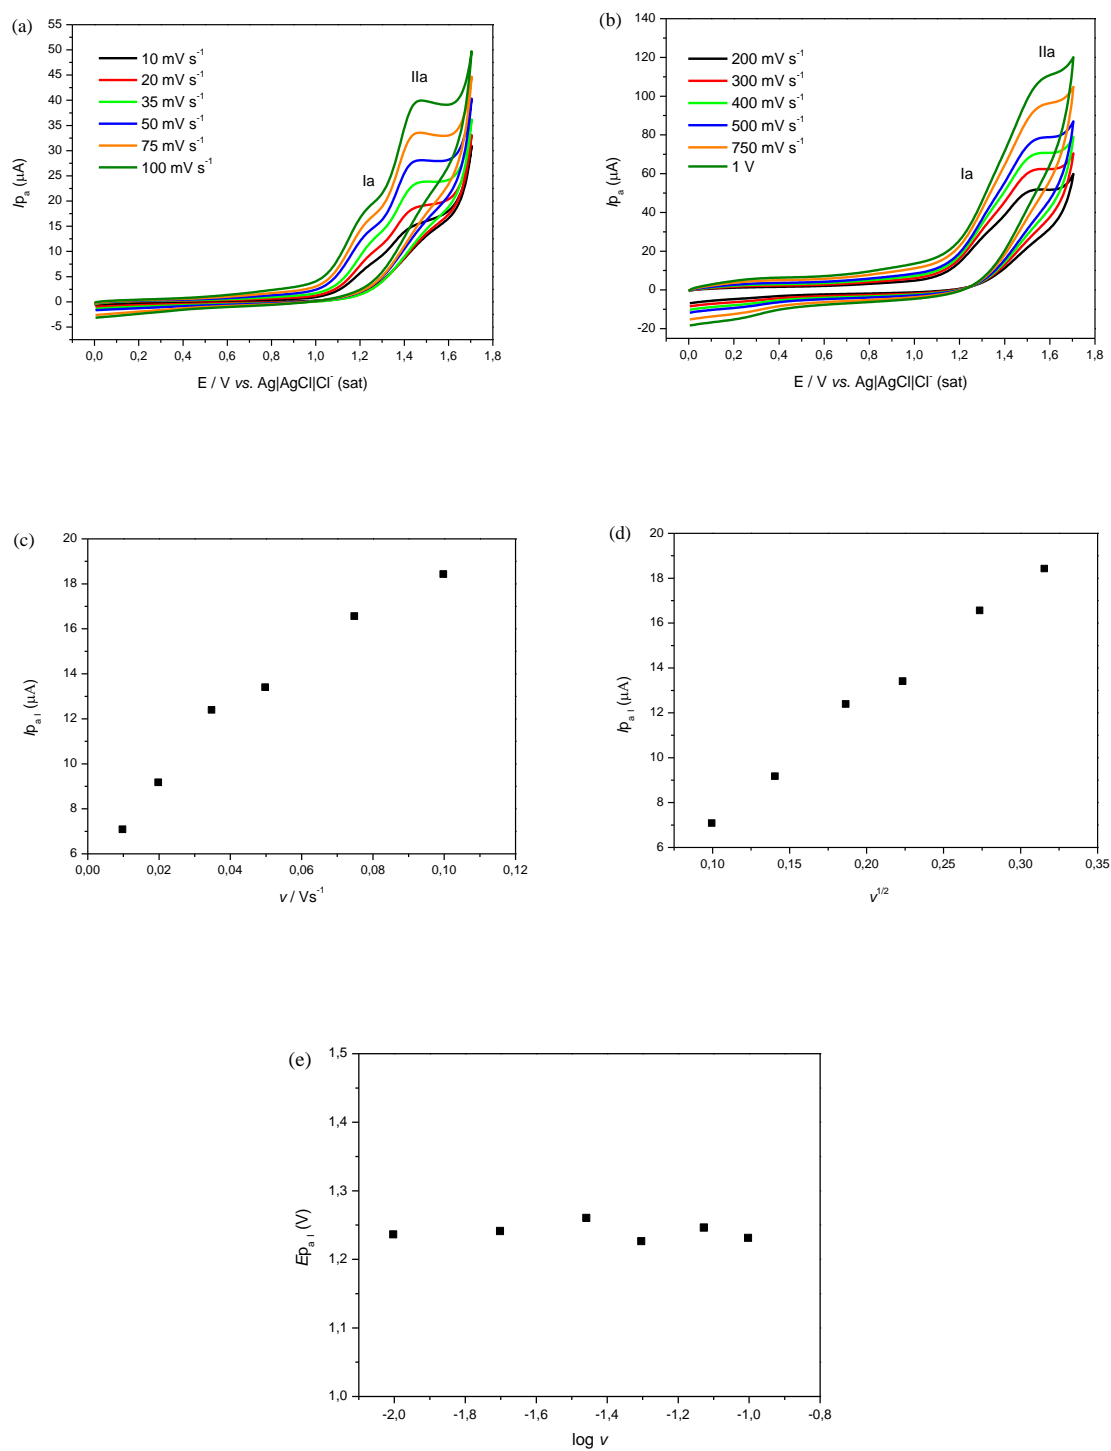 (a)
55
50
45
40
35
30
25
20
15
10
5
0
-5
Ip a (μA)
10 mV s-1
20 mV s-1
35 mV s-1
50 mV s-1
75 mV s-1
100 mV s-1
IIa
Ia
0,0 0,2 0,4 0,6 0,8 1,0 1,2 1,4 1,6 1,8
E / V vs. Ag|AgCl|Cl- (sat)
(b)
140
120
100
80
60
40
20
0
-20
Ip a (μA)
200 mV s-1
300 mV s-1
400 mV s-1
500 mV s-1
750 mV s-1
1 V
IIa
Ia
0,0 0,2 0,4 0,6 0,8 1,0 1,2 1,4 1,6 1,8
E / V vs. Ag|AgCl|Cl- (sat)
(c)
20
18
16
14
12
10
8
6
Ip a I (μA)
0,00 0,02 0,04 0,06 0,08 0,10 0,12
v / Vs-1
(d)
20
18
16
14
12
10
8
6
Ip a I (μA)
0,10 0,15 0,20 0,25 0,30 0,35
v1/2
(e)
1,5
1,4
1,3
1,2
1,1
1,0
Ep a I (V)
-2,0 -1,8 -1,6 -1,4 -1,2 -1,0 -0,8
log v